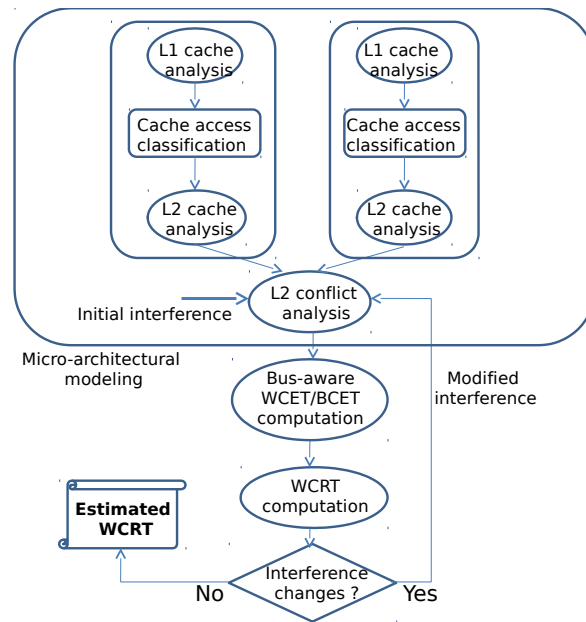 L1 cache
analysis
L1 cache
analysis
Cache access
classification
Cache access
classification
L2 cache
analysis
L2 cache
analysis
L2 conflict
analysis
Initial interference
Micro-architectural
modeling
Bus-aware
WCET/BCET
computation
Modified
interference
WCRT
computation
Estimated
WCRT
Interference
changes ?
No
Yes